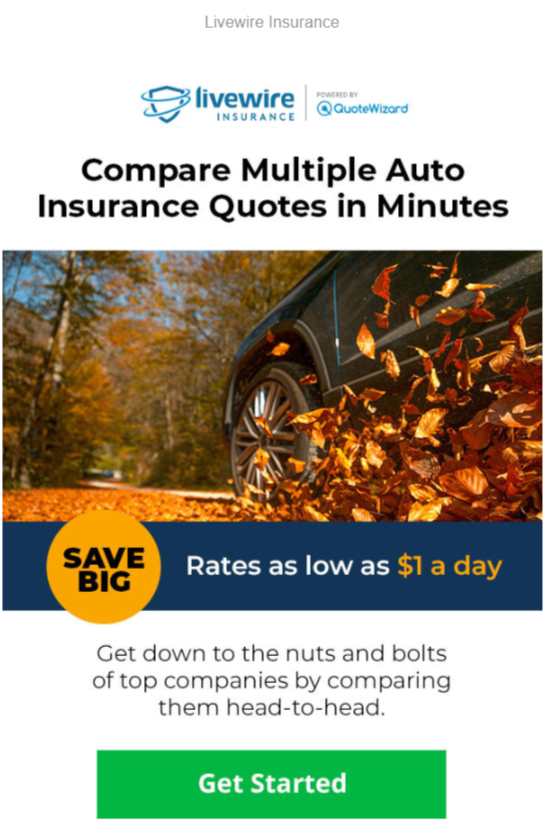 Livewire Insurance
livewire
INSURANCE
POWERED BY
QuoteWizard
Compare Multiple Auto
Insurance Quotes in Minutes
SAVE
BIG
Rates as low as $1 a day
Get down to the nuts and bolts
of top companies by comparing
them head-to-head.
Get Started